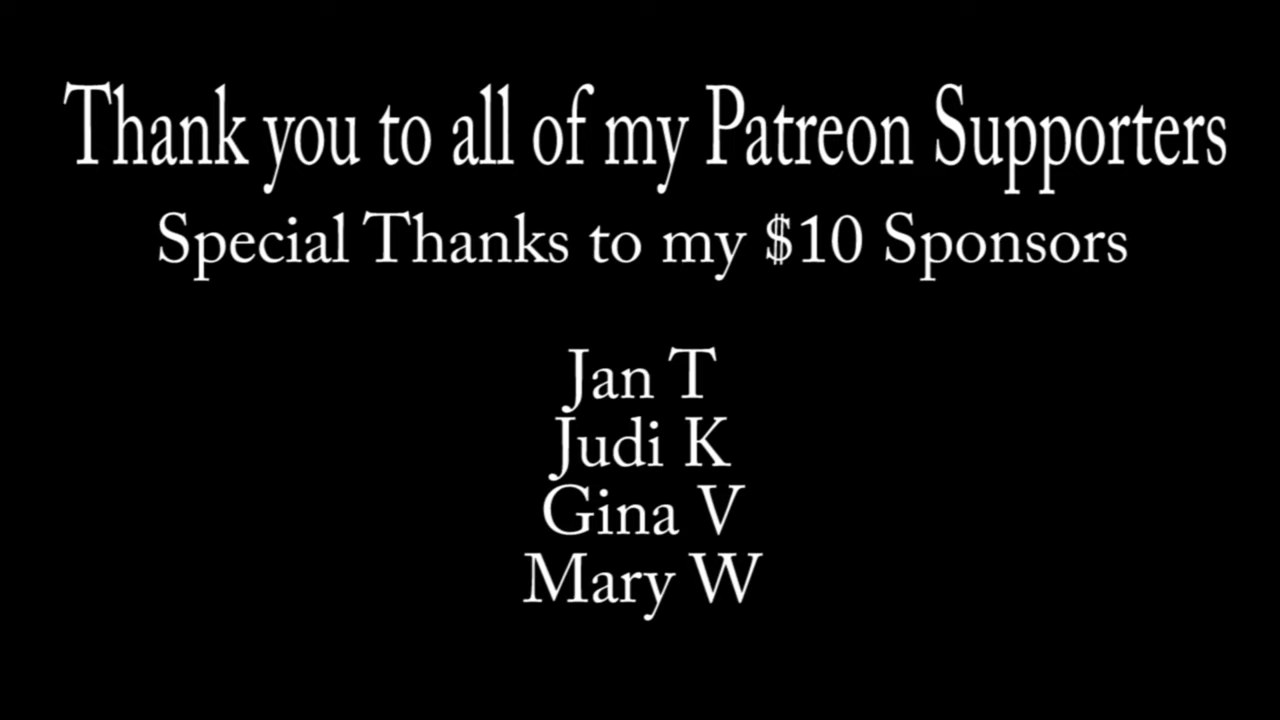 Thank you to all of my Patreon Supporters
Special Thanks to my $10 Sponsors
Jan T
Judi K
Gina V
Mary W